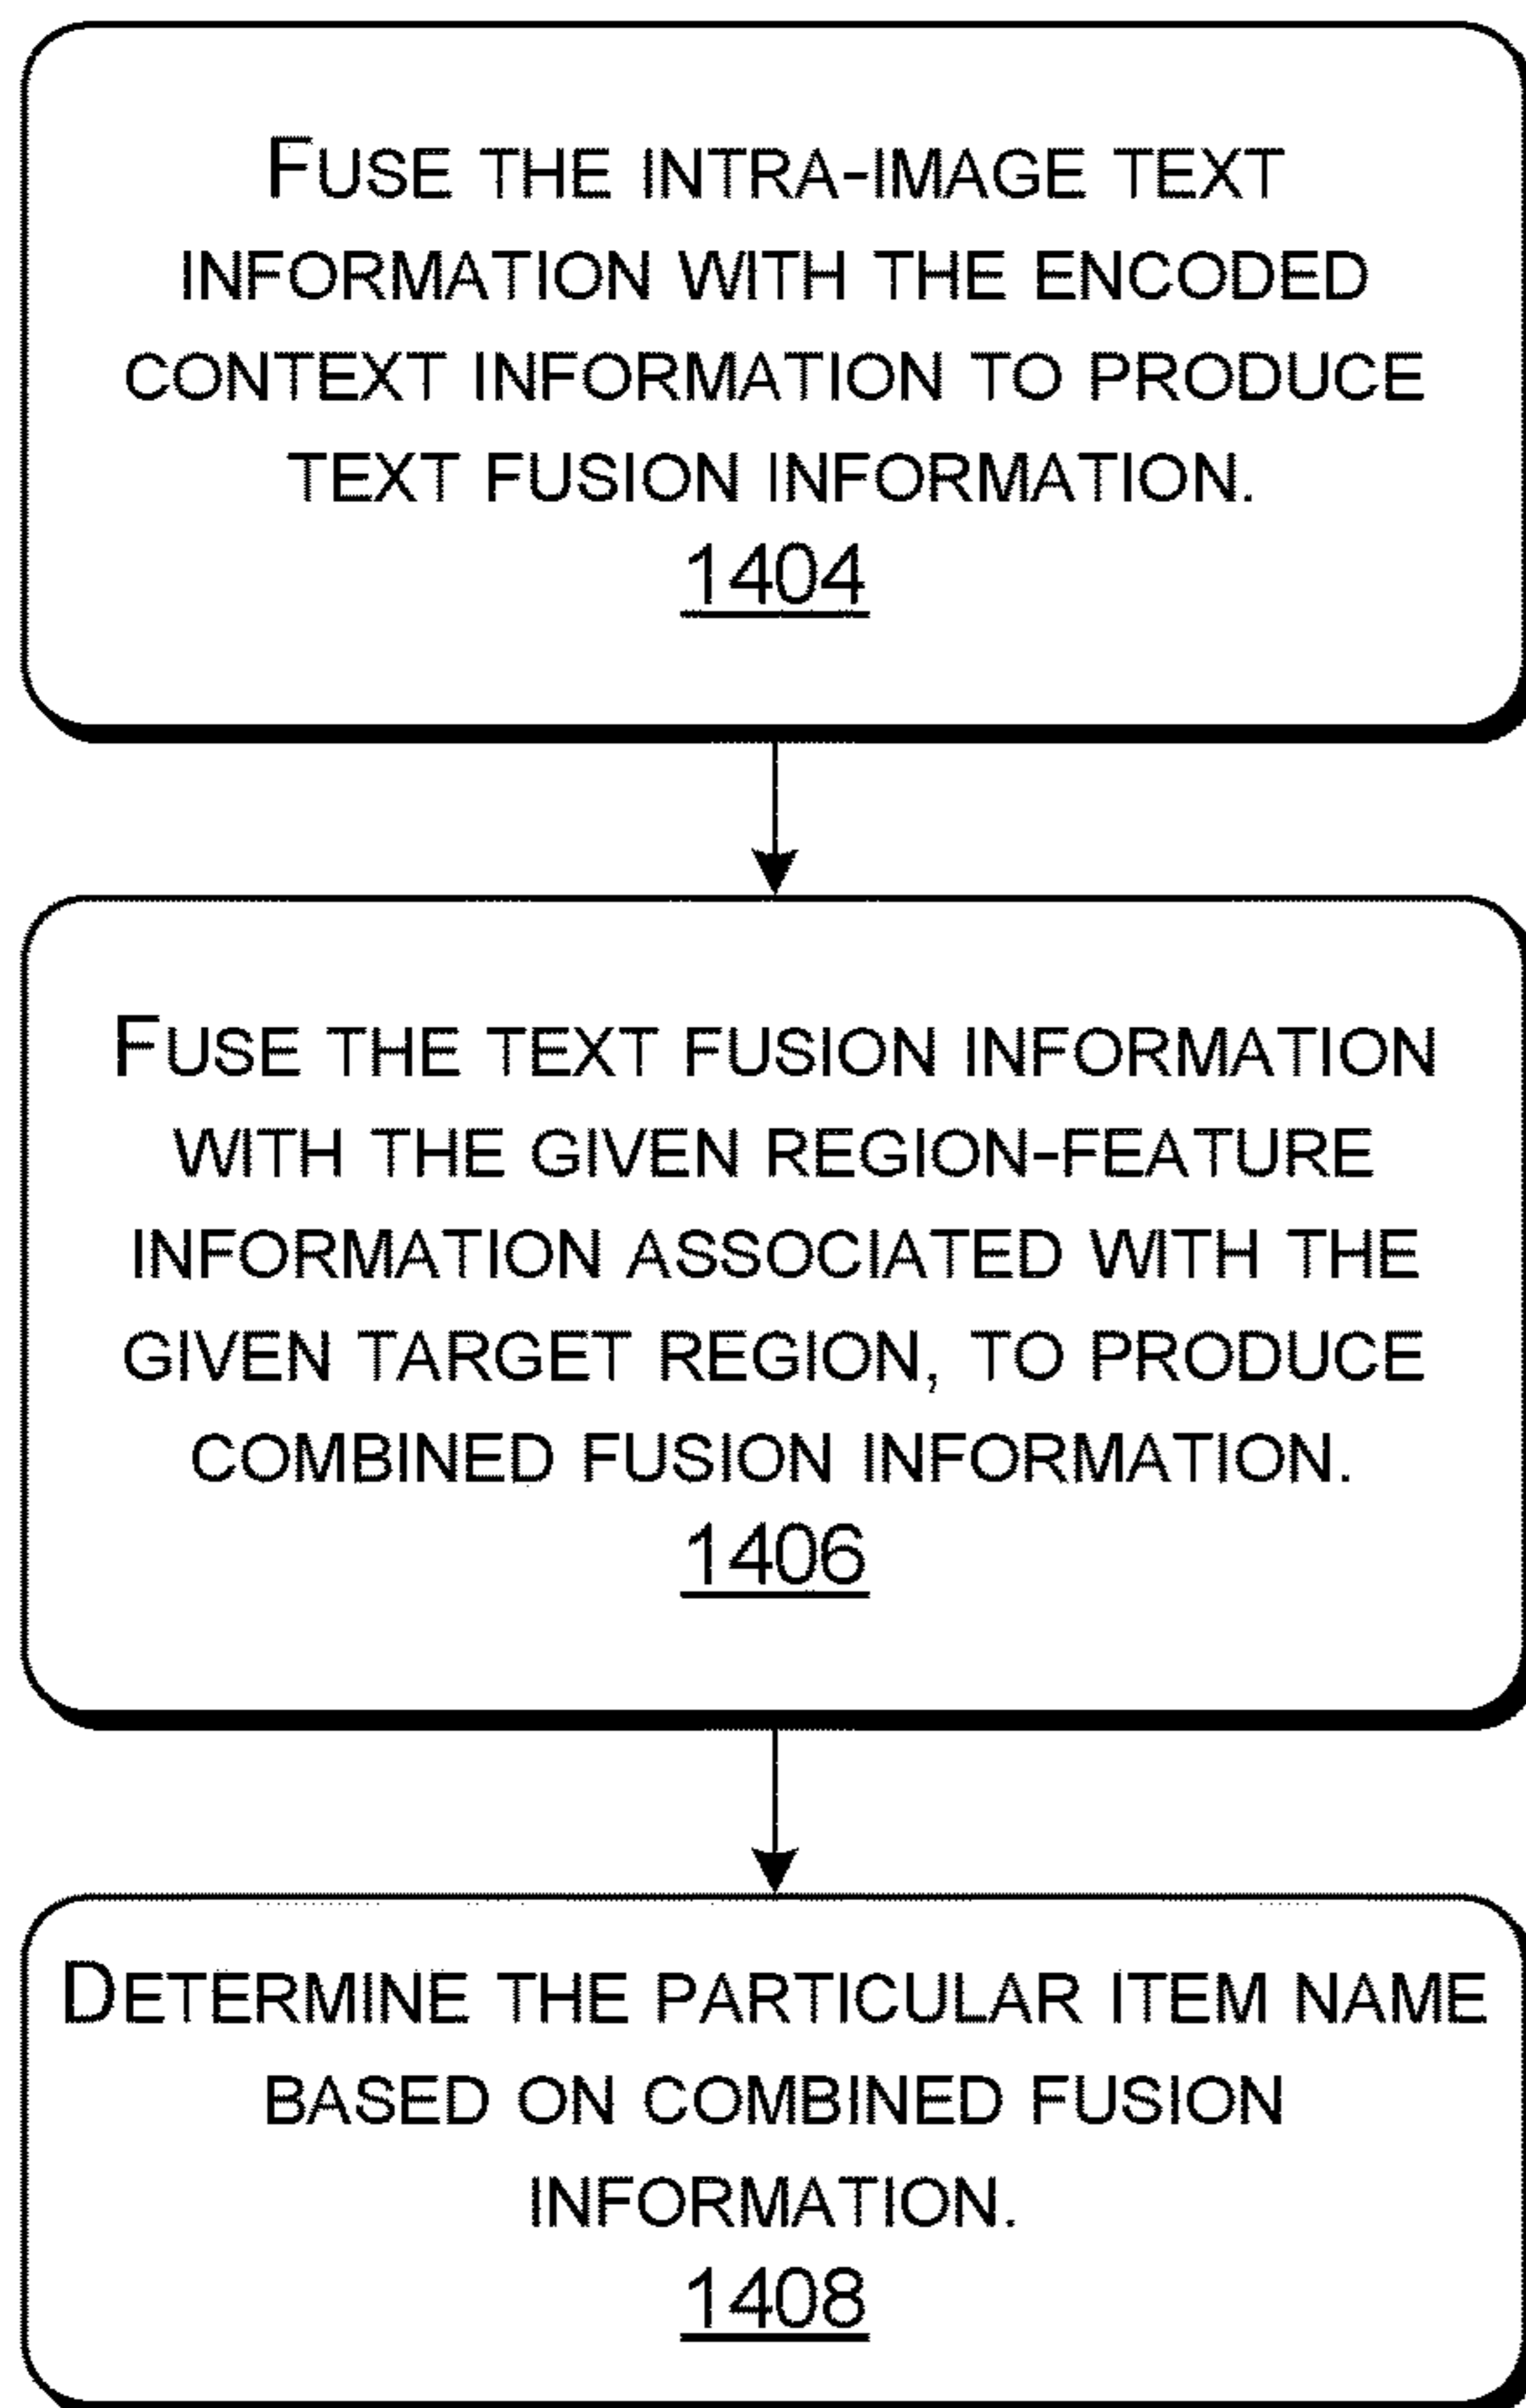 FUSE THE INTRA-IMAGE TEXT
INFORMATION WITH THE ENCODED
CONTEXT INFORMATION TO PRODUCE
TEXT FUSION INFORMATION.
1404
FUSE THE TEXT FUSION INFORMATION
WITH THE GIVEN REGION-FEATURE
INFORMATION ASSOCIATED WITH THE
GIVEN TARGET REGION, TO PRODUCE
COMBINED FUSION INFORMATION.
1406
DETERMINE THE PARTICULAR ITEM NAME
BASED ON COMBINED FUSION
INFORMATION.
1408